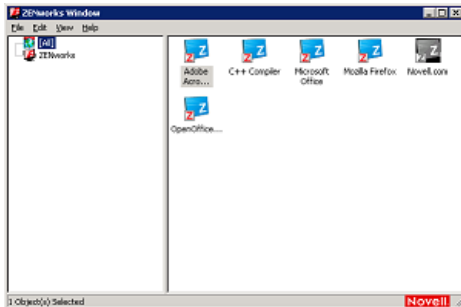 ZENworks Window
File Edit View Help
[All]
ZENworks
Adobe Acro...
C++ Compiler
Microsoft Office
Mozilla Firefox
Novell.com
OpenOffice...
1 Object(s) Selected
Novell